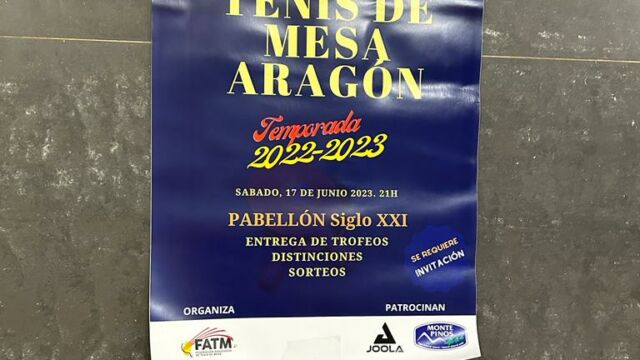 TENIS DE
MESA
ARAGÓN
Temporada
2022-2023
SABADO, 17 DE JUNIO 2023. 21H
PABELLÓN Siglo XXI
ENTREGA DE TROFEOS
DISTINCIONES
SORTEOS
SE REQUIERE
INVITACIÓN
ORGANIZA
PATROCINAN
FATM
JOOLA
MONTE
PINOS